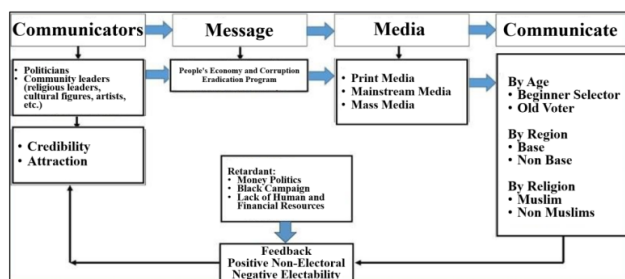 Communicators
Message
Media
Communicate
• Politicians
• Community leaders
(religious leaders,
cultural figures, artists,
etc.)
People's Economy and Corruption
Eradication Program
• Print Media
• Mainstream Media
• Mass Media
By Age
• Beginner Selector
• Old Voter
By Region
• Base
• Non Base
By Religion
• Muslim
• Non Muslims
• Credibility
• Attraction
Retardant:
• Money Politics
• Black Campaign
• Lack of Human and
Financial Resources
Feedback
Positive Non-Electoral
Negative Electability